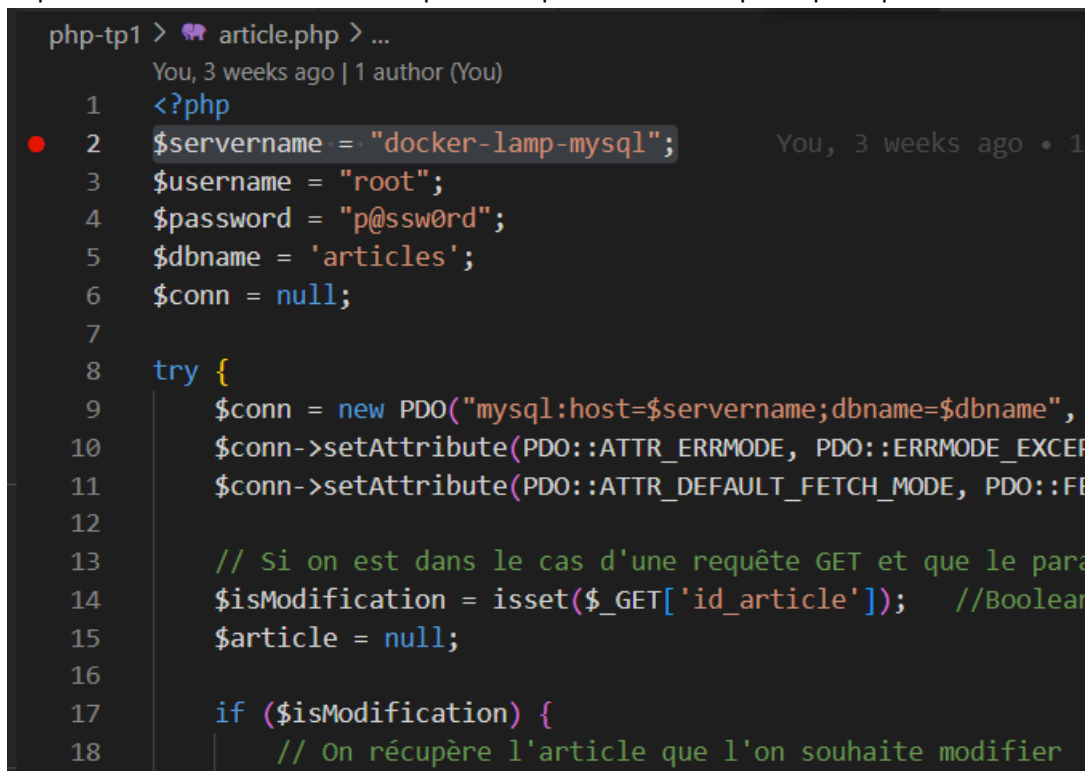 php-tp1 > article.php > ...
You, 3 weeks ago | 1 author (You)
1 <?php
2 $servername = "docker-lamp-mysql"; You, 3 weeks ago • 1
3 $username = "root";
4 $password = "p@ssw0rd";
5 $dbname = 'articles';
6 $conn = null;
7
8 try {
9 $conn = new PDO("mysql:host=$servername;dbname=$dbname",
10 $conn->setAttribute(PDO::ATTR_ERRMODE, PDO::ERRMODE_EXCEP
11 $conn->setAttribute(PDO::ATTR_DEFAULT_FETCH_MODE, PDO::FE
12
13 // Si on est dans le cas d'une requête GET et que le para
14 $isModification = isset($_GET['id_article']); //Boolean
15 $article = null;
16
17 if ($isModification) {
18 // On récupère l'article que l'on souhaite modifier